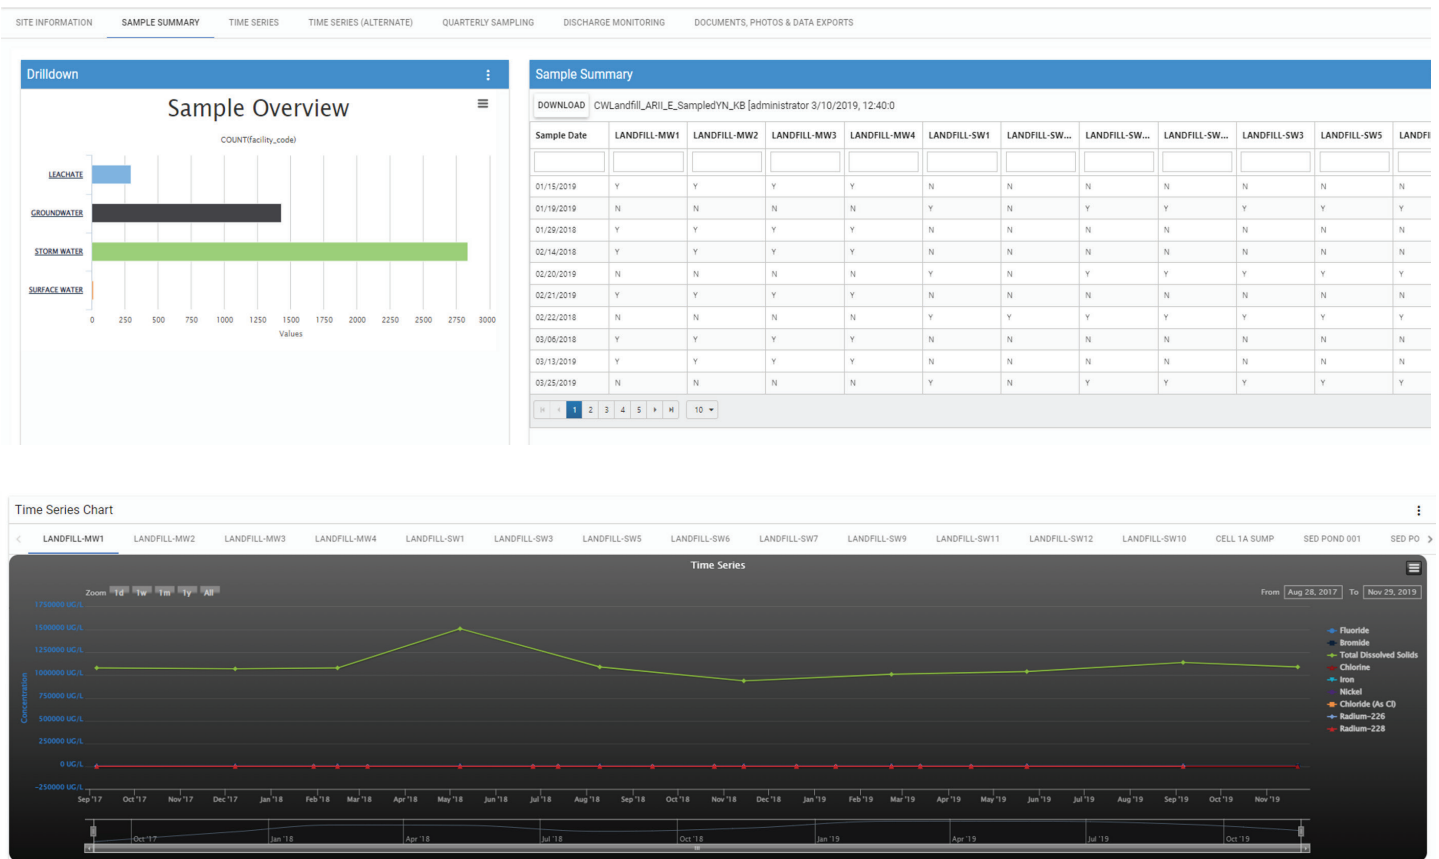 SITE INFORMATION SAMPLE SUMMARY TIME SERIES TIME SERIES (ALTERNATE) QUARTERLY SAMPLING DISCHARGE MONITORING DOCUMENTS, PHOTOS & DATA EXPORTS
Drilldown
Sample Overview
COUNT(facility_code)
LEACHATE
GROUNDWATER
STORM WATER
SURFACE WATER
0 250 500 750 1000 1250 1500 1750 2000 2250 2500 2750 3000
Values
Sample Summary
DOWNLOAD CWLandfill_ARII_E_SampledYN_KB [administrator 3/10/2019, 12:40:0
Sample Date LANDFILL-MW1 LANDFILL-MW2 LANDFILL-MW3 LANDFILL-MW4 LANDFILL-SW1 LANDFILL-SW... LANDFILL-SW... LANDFILL-SW... LANDFILL-SW3 LANDFILL-SW5 LANDFI
01/15/2019 Y Y Y Y N N N N N N N
01/19/2019 N N N N Y N Y Y Y Y Y
01/29/2018 Y Y Y Y N N N N N N N
02/14/2018 Y Y Y Y N N N N N N N
02/20/2019 N N N N Y N Y Y Y Y Y
02/21/2019 Y Y Y Y N N N N N N N
02/22/2018 N N N N Y Y Y Y Y Y Y
03/06/2018 Y Y Y Y N N N N N N N
03/13/2019 Y Y Y Y N N N N N N N
03/25/2019 N N N N Y N Y Y Y Y Y
1 2 3 4 5 10
Time Series Chart
LANDFILL-MW1 LANDFILL-MW2 LANDFILL-MW3 LANDFILL-MW4 LANDFILL-SW1 LANDFILL-SW3 LANDFILL-SW5 LANDFILL-SW6 LANDFILL-SW7 LANDFILL-SW9 LANDFILL-SW11 LANDFILL-SW12 LANDFILL-SW10 CELL 1A SUMP SED POND 001 SED PO
Time Series
Zoom 1d 1w 1m 1y All
From Aug 28, 2017 To Nov 29, 2019
1750000 UG/L
1500000 UG/L
1250000 UG/L
1000000 UG/L
750000 UG/L
500000 UG/L
250000 UG/L
0 UG/L
-250000 UG/L
Concentration
Fluoride
Bromide
Total Dissolved Solids
Chlorine
Iron
Nickel
Chloride (As Cl)
Radium-226
Radium-228
Sep '17 Oct '17 Nov '17 Dec '17 Jan '18 Feb '18 Mar '18 Apr '18 May '18 Jun '18 Jul '18 Aug '18 Sep '18 Oct '18 Nov '18 Dec '18 Jan '19 Feb '19 Mar '19 Apr '19 May '19 Jun '19 Jul '19 Aug '19 Sep '19 Oct '19 Nov '19
Oct '17 Jan '18 Apr '18 Jul '18 Oct '18 Jan '19 Apr '19 Jul '19 Oct '19